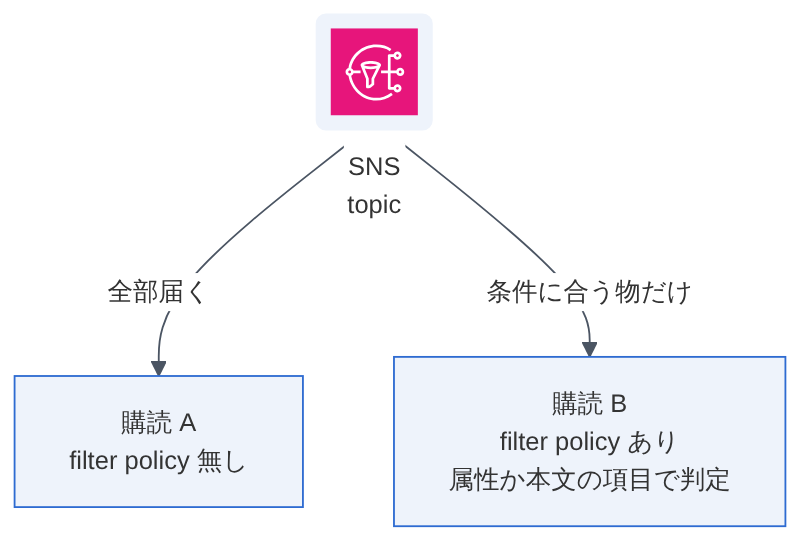 SNS
topic
全部届く
条件に合う物だけ
購読 A
filter policy 無し
購読 B
filter policy あり
属性か本文の項目で判定